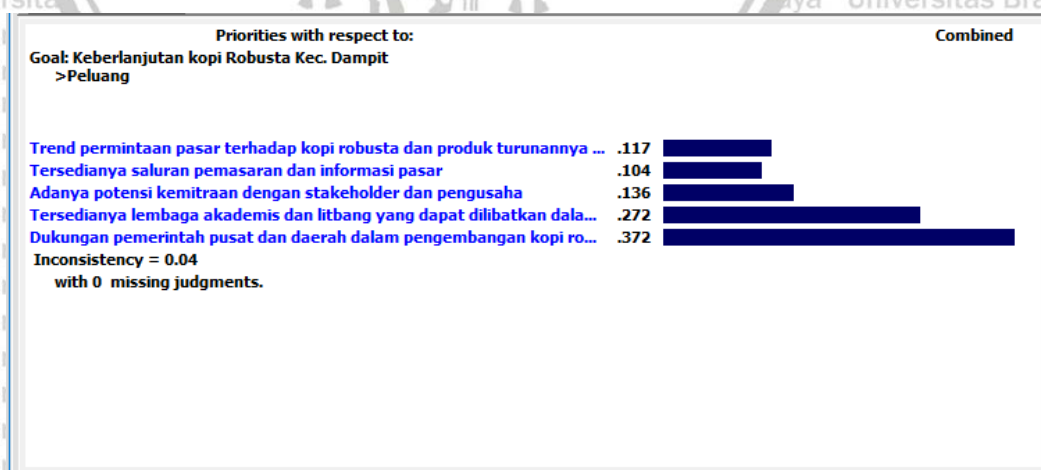 Universitas Bra
Priorities with respect to:
Combined
Goal: Keberlanjutan kopi Robusta Kec. Dampit
>Peluang
Trend permintaan pasar terhadap kopi robusta dan produk turunannya ... .117
Tersedianya saluran pemasaran dan informasi pasar .104
Adanya potensi kemitraan dengan stakeholder dan pengusaha .136
Tersedianya lembaga akademis dan litbang yang dapat dilibatkan dala... .272
Dukungan pemerintah pusat dan daerah dalam pengembangan kopi ro... .372
Inconsistency = 0.04
with 0 missing judgments.